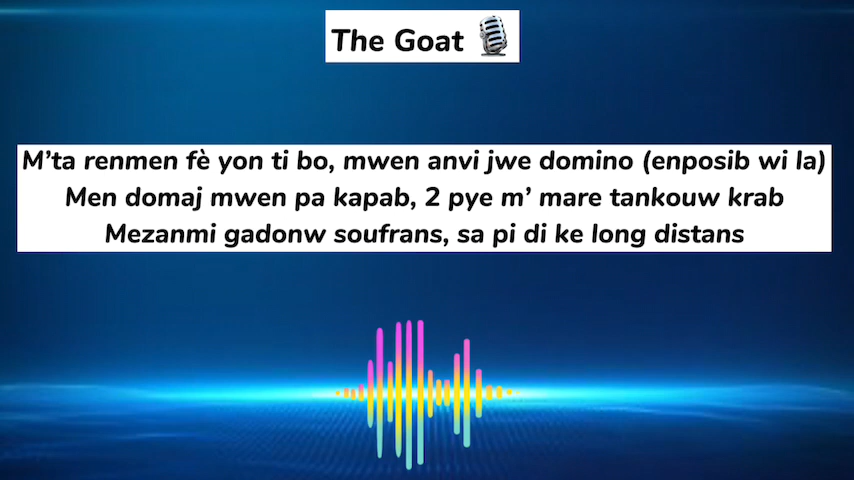 The Goat
M'ta renmen fè yon ti bo, mwen anvi jwe domino (enposib wi la)
Men domaj mwen pa kapab, 2 pye m' mare tankouw krab
Mezanmi gadonw soufrans, sa pi di ke long distans